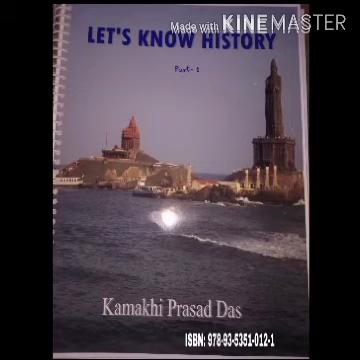 Made with KINEMASTER
LET'S KNOW HISTORY
Part- 1
Kamakhi Prasad Das
ISBN: 978-93-5351-012-1